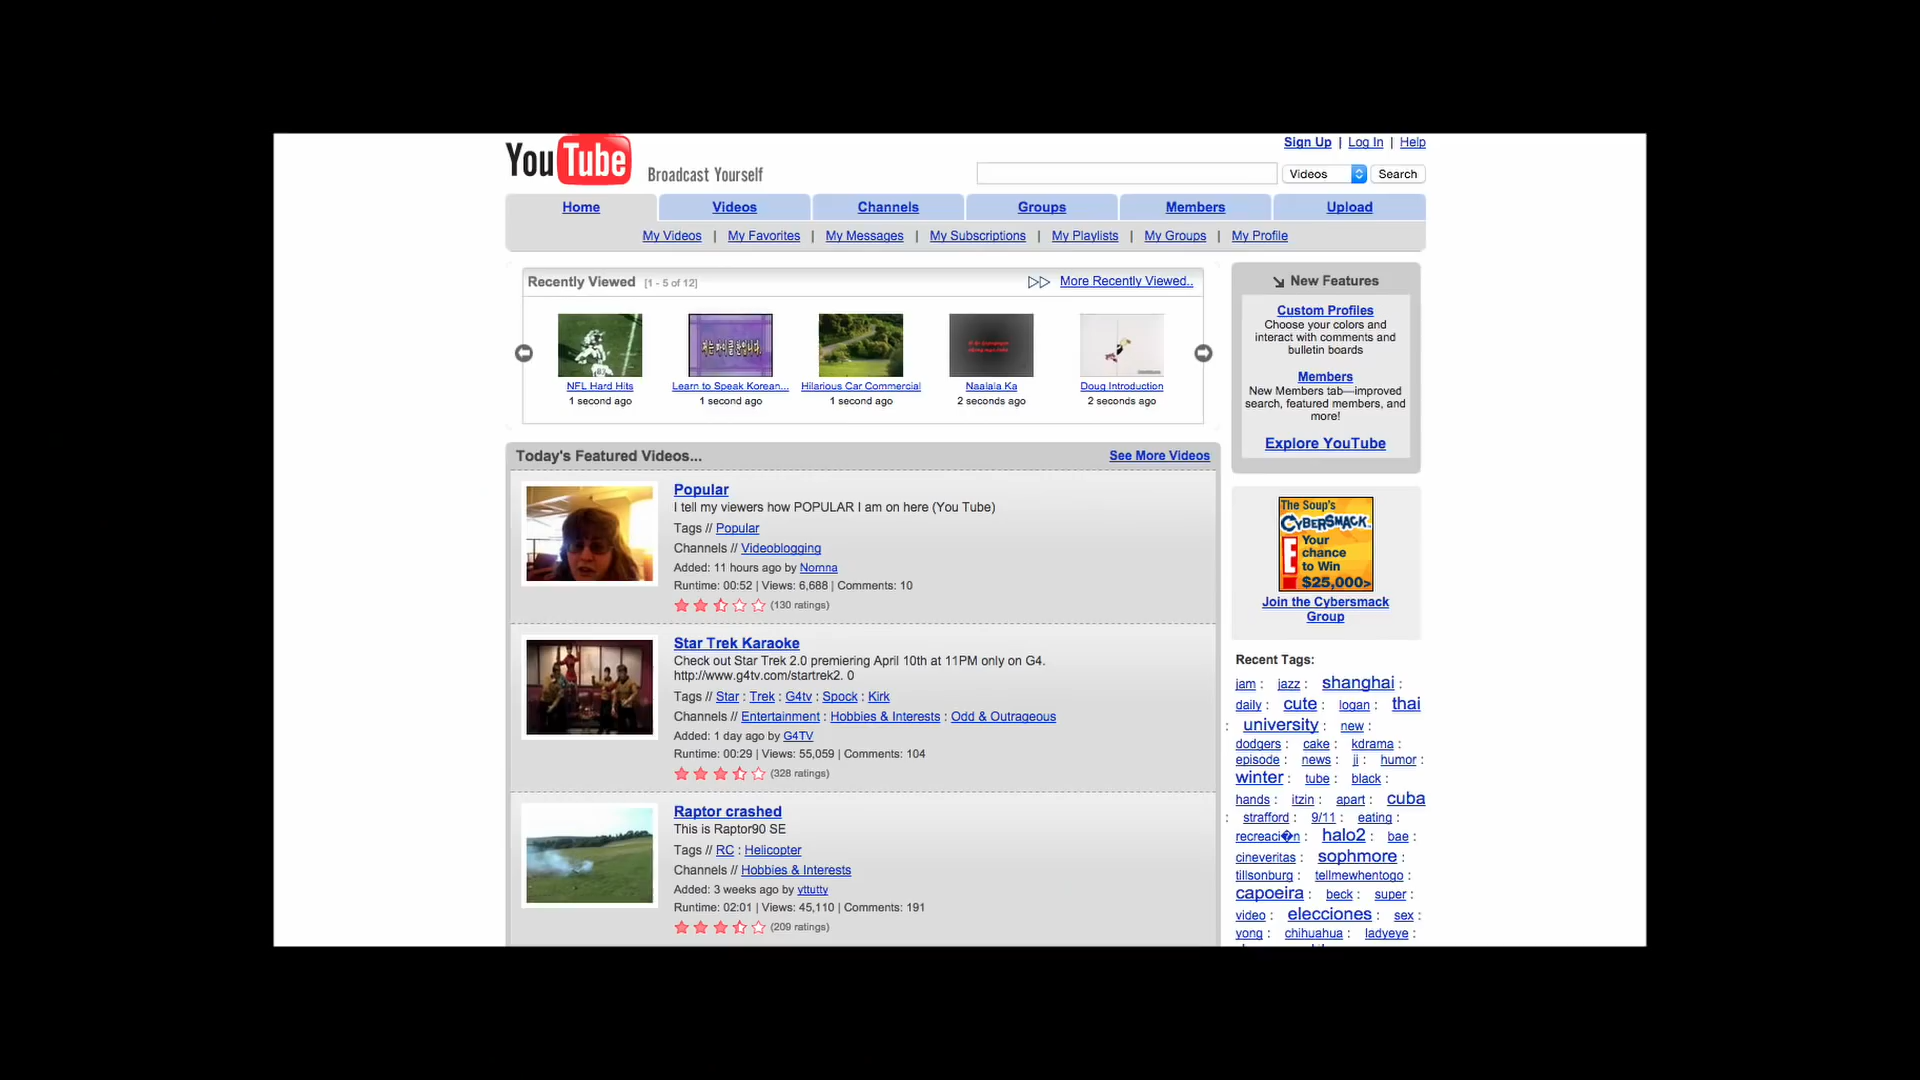 YouTube Broadcast Yourself
Sign Up | Log In | Help
Videos Search
Home Videos Channels Groups Members Upload
My Videos | My Favorites | My Messages | My Subscriptions | My Playlists | My Groups | My Profile
Recently Viewed [1 - 5 of 12] More Recently Viewed..
NFL Hard Hits
1 second ago
Learn to Speak Korean...
1 second ago
Hilarious Car Commercial
1 second ago
Naalala Ka
2 seconds ago
Doug Introduction
2 seconds ago
Today's Featured Videos... See More Videos
Popular
I tell my viewers how POPULAR I am on here (You Tube)
Tags // Popular
Channels // Videoblogging
Added: 11 hours ago by Nornna
Runtime: 00:52 | Views: 6,688 | Comments: 10
(130 ratings)
Star Trek Karaoke
Check out Star Trek 2.0 premiering April 10th at 11PM only on G4.
http://www.g4tv.com/startrek2. 0
Tags // Star : Trek : G4tv : Spock : Kirk
Channels // Entertainment : Hobbies & Interests : Odd & Outrageous
Added: 1 day ago by G4TV
Runtime: 00:29 | Views: 55,059 | Comments: 104
(328 ratings)
Raptor crashed
This is Raptor90 SE
Tags // RC : Helicopter
Channels // Hobbies & Interests
Added: 3 weeks ago by yttutty
Runtime: 02:01 | Views: 45,110 | Comments: 191
(209 ratings)
New Features
Custom Profiles
Choose your colors and
interact with comments and
bulletin boards
Members
New Members tab—improved
search, featured members, and
more!
Explore YouTube
The Soup's
CYBERSMACK
E Your
chance
to Win
$25,000>
Join the Cybersmack
Group
Recent Tags:
jam : jazz : shanghai :
daily : cute : logan : thai
: university : new :
dodgers : cake : kdrama :
episode : news : ji : humor :
winter : tube : black :
hands : itzin : apart : cuba
: strafford : 9/11 : eating :
recreaci�n : halo2 : bae :
cineveritas : sophmore :
tillsonburg : tellmewhentogo :
capoeira : beck : super :
video : elecciones : sex :
yong : chihuahua : ladyeye :